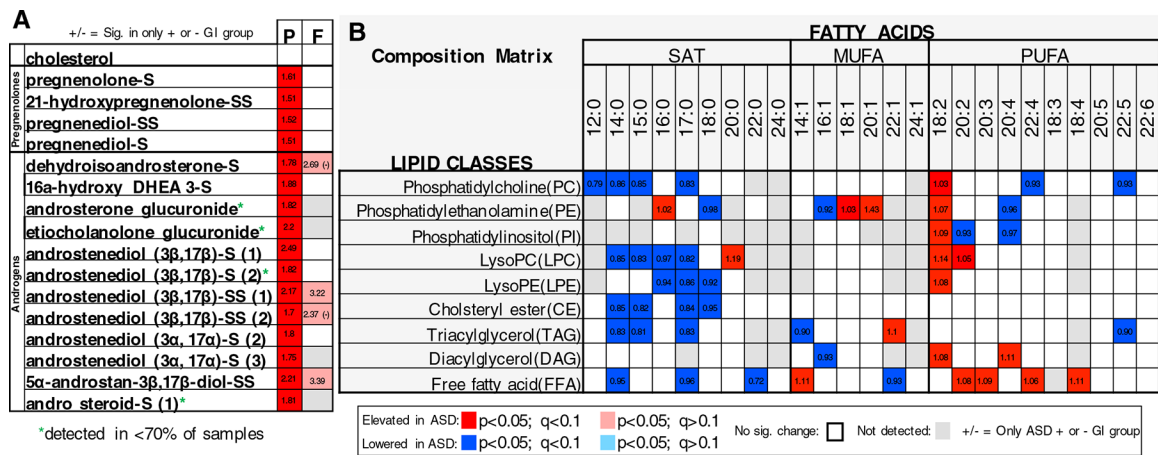 A
+/- = Sig. in only + or - GI group
P F
cholesterol
Pregnenolones
pregnenolone-S 1.61
21-hydroxypregnenolone-SS 1.51
pregnenediol-SS 1.52
pregnenediol-S 1.51
Androgens
dehydroisoandrosterone-S 1.78 2.69 (-)
16a-hydroxy DHEA 3-S 1.68
androsterone glucuronide* 1.82
etiocholanolone glucuronide* 2.2
androstenediol (3β,17β)-S (1) 2.49
androstenediol (3β,17β)-S (2)* 1.82
androstenediol (3β,17β)-SS (1) 2.17 3.22
androstenediol (3β,17β)-SS (2) 1.7 2.37 (-)
androstenediol (3α, 17α)-S (2) 1.8
androstenediol (3α, 17α)-S (3) 1.75
5α-androstan-3β,17β-diol-SS 2.21 3.39
andro steroid-S (1)* 1.81
*detected in <70% of samples
B
FATTY ACIDS
Composition Matrix SAT MUFA PUFA
12:0 14:0 15:0 16:0 17:0 18:0 20:0 22:0 24:0 14:1 16:1 18:1 20:1 22:1 24:1 18:2 20:2 20:3 20:4 18:4 20:5 22:5 22:6
LIPID CLASSES
Phosphatidylcholine(PC) 0.79 0.86 0.85 0.83 1.03 0.93 0.93
Phosphatidylethanolamine(PE) 1.02 0.98 0.92 1.03 1.43 1.07 0.96
Phosphatidylinositol(PI) 1.09 0.93 0.97
LysoPC(LPC) 0.85 0.83 0.97 0.82 1.19 1.14 1.05
LysoPE(LPE) 0.94 0.86 0.92 1.08
Cholsteryl ester(CE) 0.85 0.82 0.84 0.95
Triacylglycerol(TAG) 0.83 0.81 0.83 0.90 1.1 0.90
Diacylglycerol(DAG) 0.93 1.08 1.11
Free fatty acid(FFA) 0.95 0.96 0.72 1.11 0.93 1.08 1.09 1.06 1.11
Elevated in ASD: p<0.05; q<0.1 p<0.05; q>0.1
Lowered in ASD: p<0.05; q<0.1 p<0.05; q>0.1
No sig. change: Not detected: +/- = Only ASD + or - GI group